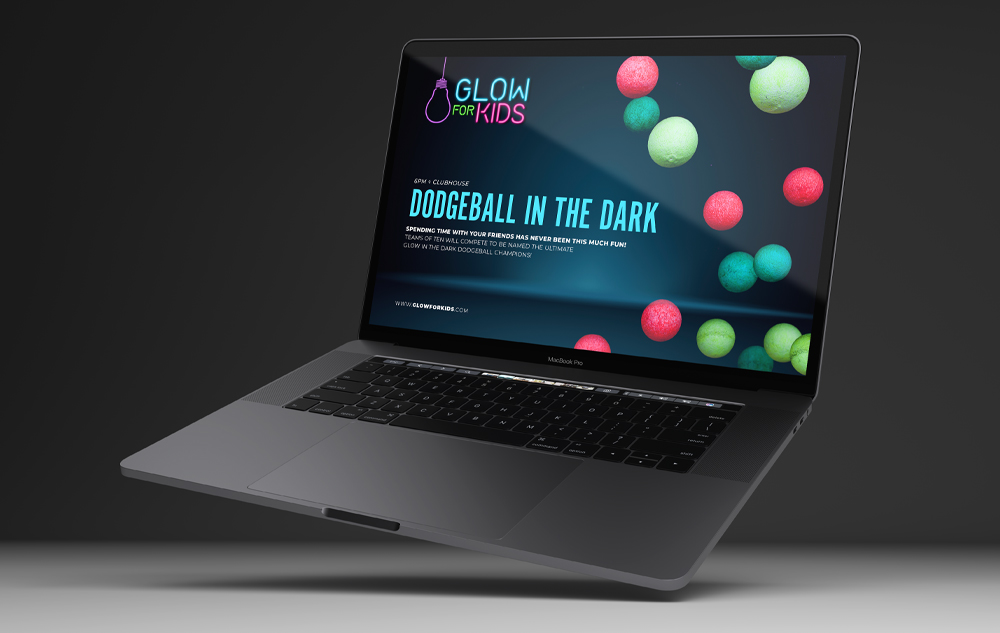 GLOW
FOR KIDS
6PM & CLUBHOUSE
DODGEBALL IN THE DARK
SPENDING TIME WITH YOUR FRIENDS HAS NEVER BEEN THIS MUCH FUN!
TEAMS OF TEN WILL COMPETE TO BE NAMED THE ULTIMATE
GLOW IN THE DARK DODGEBALL CHAMPIONS!
WWW.GLOWFORKIDS.COM
MacBook Pro